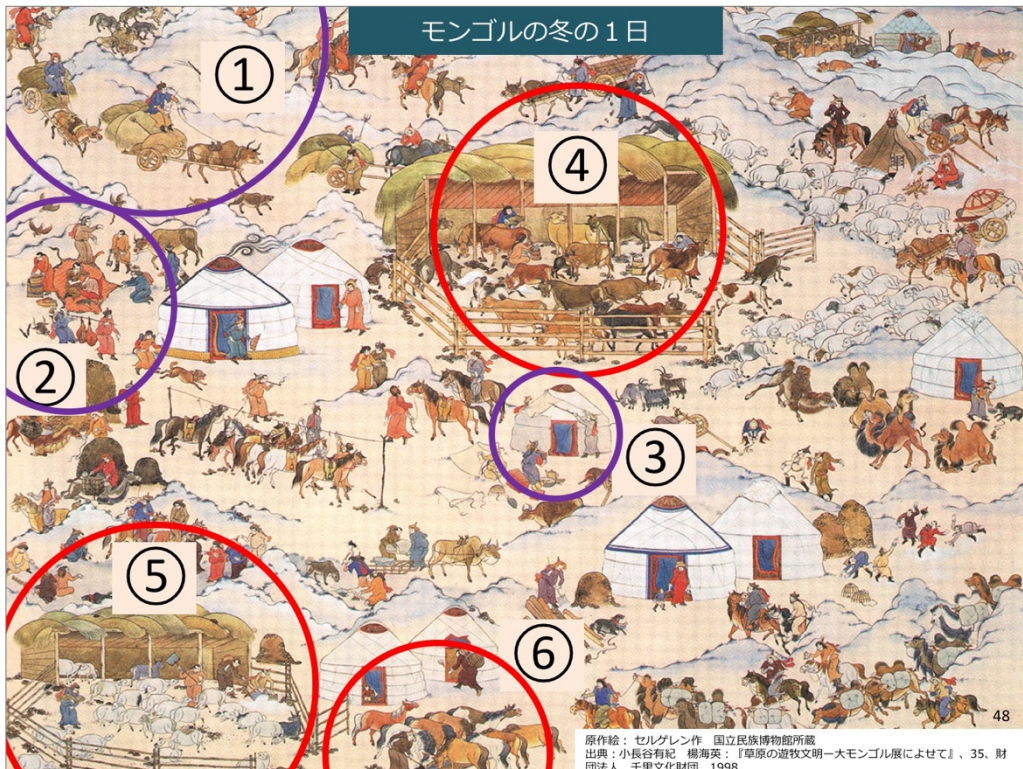 モンゴルの冬の１日
①
④
②
③
⑤
⑥
48
原作絵： セルゲレン作　国立民族博物館所蔵
出典：小長谷有紀　楊海英：『草原の遊牧文明ー大モンゴル展によせて』、35、財
団法人　千里文化財団　1998